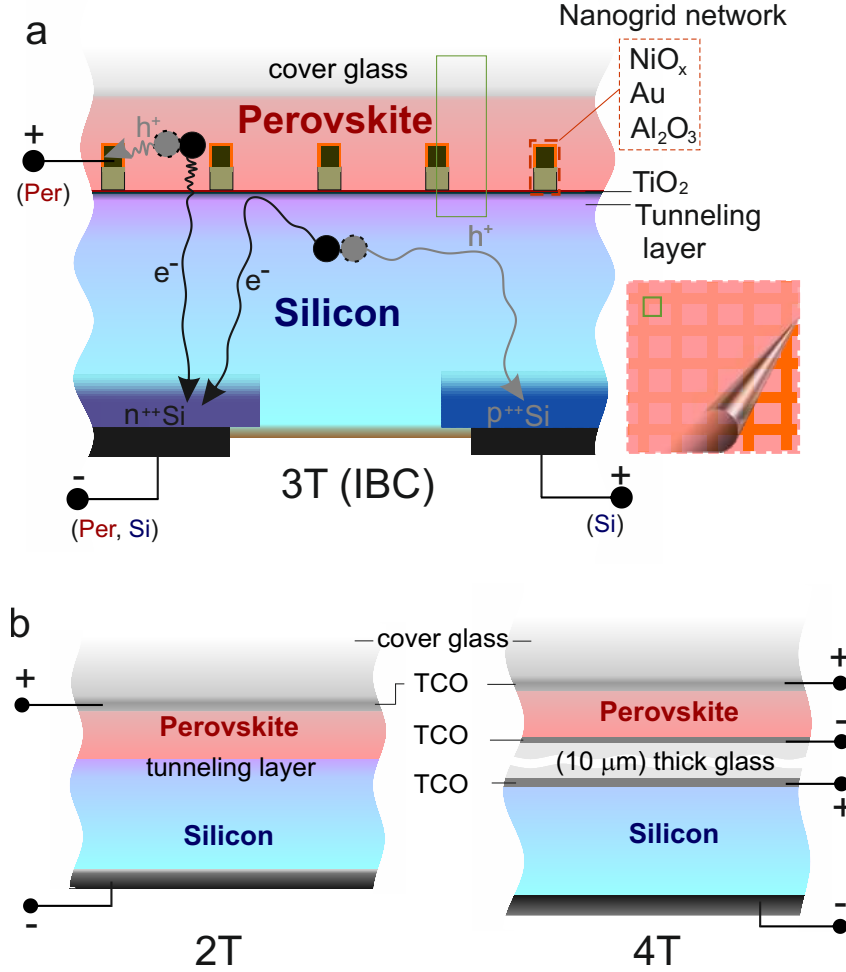 a
Nanogrid network
NiOₓ
Au
Al₂O₃
cover glass
Perovskite
h⁺
+
(Per)
TiO₂
Tunneling
layer
h⁺
e⁻
e⁻
Silicon
n⁺⁺Si
p⁺⁺Si
-
(Per, Si)
3T (IBC)
+
(Si)
b
cover glass
+
TCO
Perovskite
tunneling layer
Silicon
-
2T
+
Perovskite
-
TCO
(10 μm) thick glass
TCO
+
Silicon
-
4T